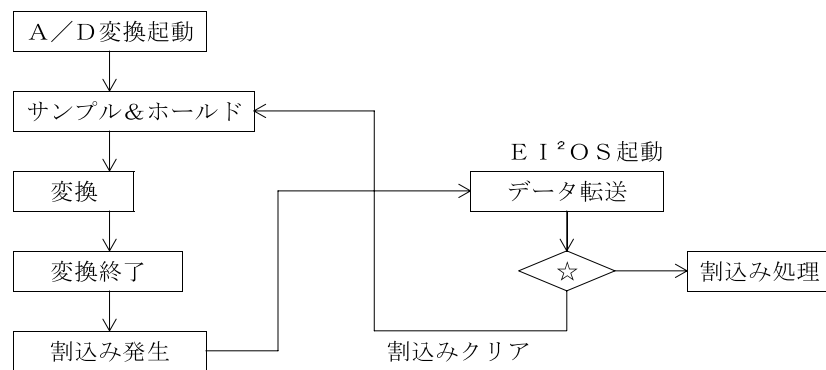 Ａ／Ｄ変換起動
サンプル＆ホールド
変換
変換終了
割込み発生
ＥＩ²ＯＳ起動
データ転送
☆
割込み処理
割込みクリア